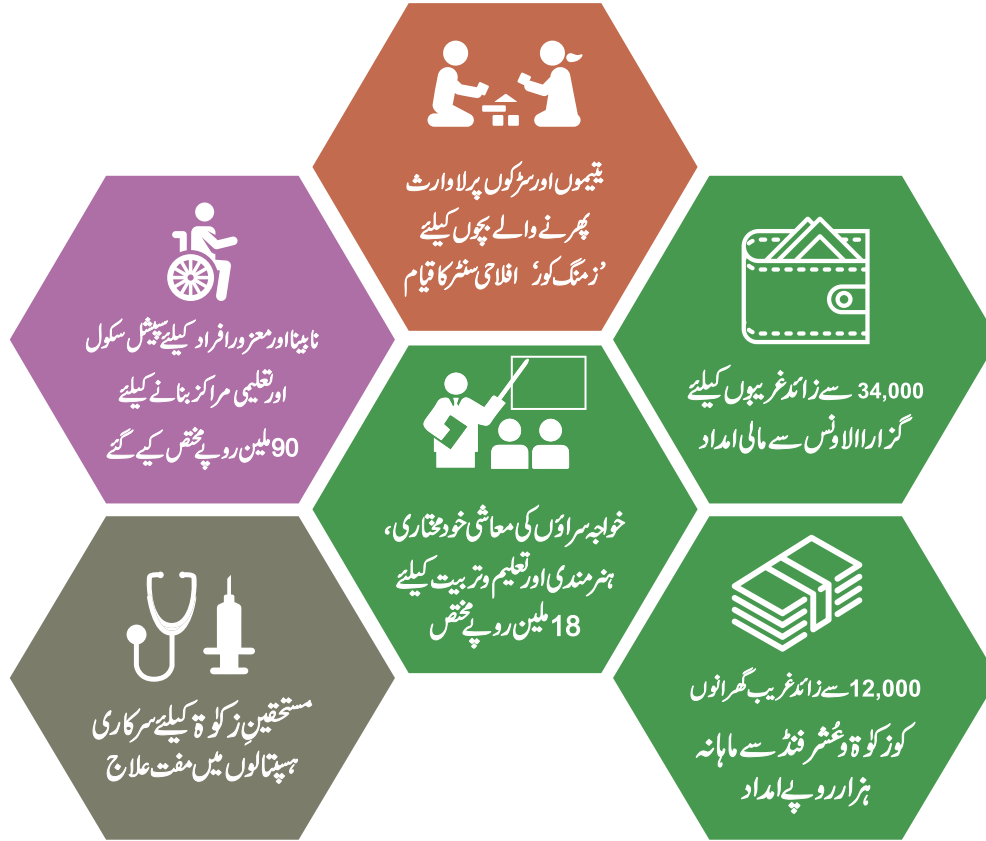 یتیموں اور سڑکوں پر لاوارث
پھرنے والے بچوں کیلئے
’زمنگ کور‘ افلاحی سنٹر کا قیام
نابینا اور معزور افراد کیلئے سپیشل سکول
اور تعلیمی مراکز بنانے کیلئے
90 ملین روپے مختص کیے گئے
34,000 سے زائد غریبوں کیلئے
گزارا الاونس سے مالی امداد
خواجہ سراؤں کی معاشی خود مختاری،
ہنرمندی اور تعلیم و تربیت کیلئے
18 ملین روپے مختص
مستحقینِ زکوٰۃ کیلئے سرکاری
ہسپتالوں میں مفت علاج
12,000 سے زائد غریب گھرانوں
کو زکوٰۃ و عُشر فنڈ سے ماہانہ
ہزار روپے امداد